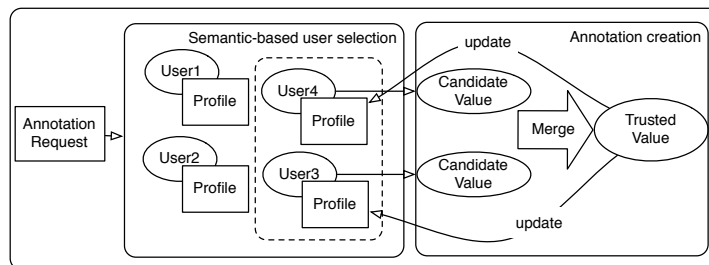 Semantic-based user selection
Annotation creation
update
User1
Profile
User4
Profile
Candidate
Value
Annotation
Request
Merge
Trusted
Value
User2
Profile
User3
Profile
Candidate
Value
update